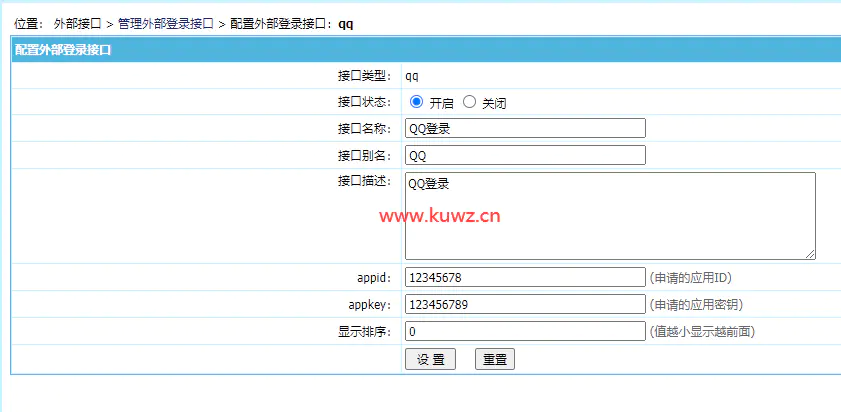 位置： 外部接口 > 管理外部登录接口 > 配置外部登录接口：qq
配置外部登录接口
接口类型： qq
接口状态： 开启 关闭
接口名称： QQ登录
接口别名： QQ
接口描述： QQ登录
www.kuwz.cn
appid: 12345678 (申请的应用ID)
appkey: 123456789 (申请的应用密钥)
显示排序: 0 (值越小显示越前面)
设 置 重置